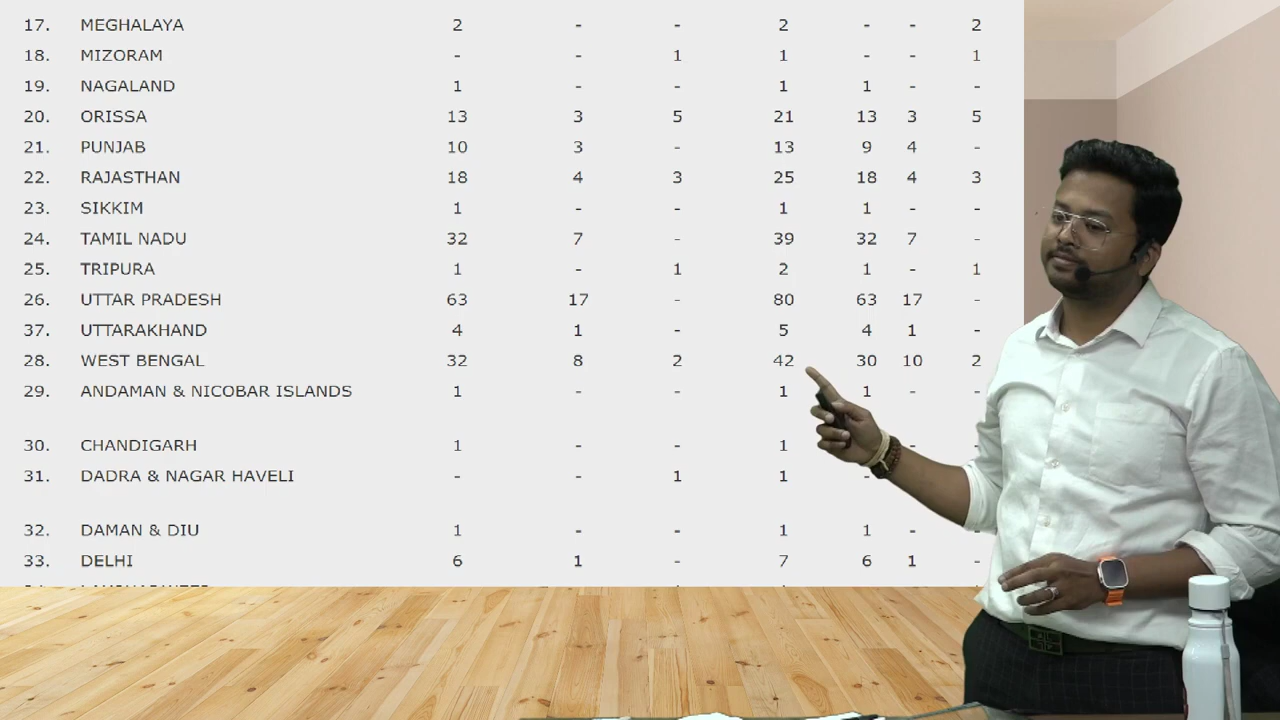 17. MEGHALAYA 2 - - 2 - - 2
18. MIZORAM - - 1 1 - - 1
19. NAGALAND 1 - - 1 1 - -
20. ORISSA 13 3 5 21 13 3 5
21. PUNJAB 10 3 - 13 9 4 -
22. RAJASTHAN 18 4 3 25 18 4 3
23. SIKKIM 1 - - 1 1 - -
24. TAMIL NADU 32 7 - 39 32 7 -
25. TRIPURA 1 - 1 2 1 - 1
26. UTTAR PRADESH 63 17 - 80 63 17 -
37. UTTARAKHAND 4 1 - 5 4 1 -
28. WEST BENGAL 32 8 2 42 30 10 2
29. ANDAMAN & NICOBAR ISLANDS 1 - - 1 1 - -
30. CHANDIGARH 1 - - 1 - -
31. DADRA & NAGAR HAVELI - - 1 1 -
32. DAMAN & DIU 1 - - 1 1 - -
33. DELHI 6 1 - 7 6 1 -